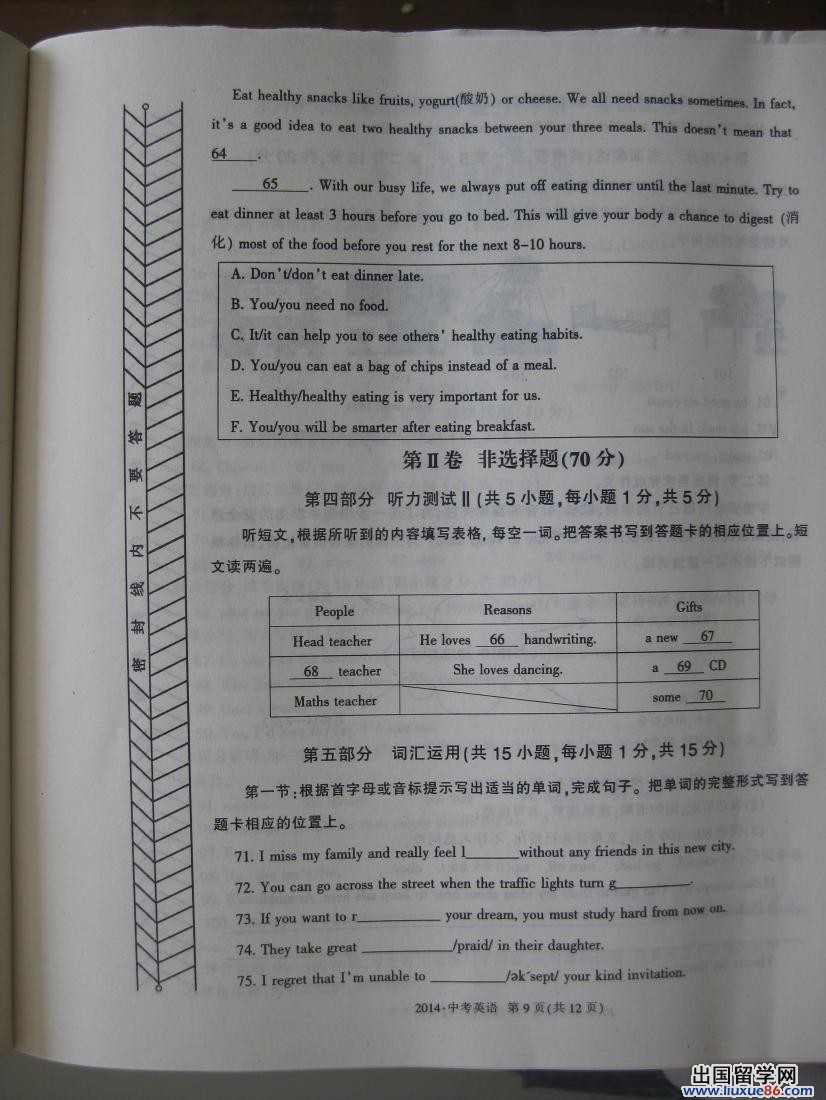 Eat healthy snacks like fruits, yogurt(酸奶) or cheese. We all need snacks sometimes. In fact,
it's a good idea to eat two healthy snacks between your three meals. This doesn't mean that
64.
65. With our busy life, we always put off eating dinner until the last minute. Try to
eat dinner at least 3 hours before you go to bed. This will give your body a chance to digest (消
化) most of the food before you rest for the next 8-10 hours.
A. Don't/don't eat dinner late.
B. You/you need no food.
C. It/it can help you to see others' healthy eating habits.
D. You/you can eat a bag of chips instead of a meal.
E. Healthy/healthy eating is very important for us.
F. You/you will be smarter after eating breakfast.
第Ⅱ卷 非选择题(70分)
第四部分 听力测试Ⅱ(共5小题,每小题1分,共5分)
听短文,根据所听到的内容填写表格,每空一词。把答案书写到答题卡的相应位置上。短
文读两遍。
People Reasons Gifts
Head teacher He loves 66 handwriting. a new 67
68 teacher She loves dancing. a 69 CD
Maths teacher some 70
第五部分 词汇运用(共15小题,每小题1分,共15分)
第一节:根据首字母或音标提示写出适当的单词,完成句子。把单词的完整形式写到答
题卡相应的位置上。
71. I miss my family and really feel l________without any friends in this new city.
72. You can go across the street when the traffic lights turn g________.
73. If you want to r________ your dream, you must study hard from now on.
74. They take great ________/praid/ in their daughter.
75. I regret that I'm unable to ________/ək'sept/ your kind invitation.
2014·中考英语 第9页(共12页)
密封线内不要答题
出国留学网
www.liuxue86.com